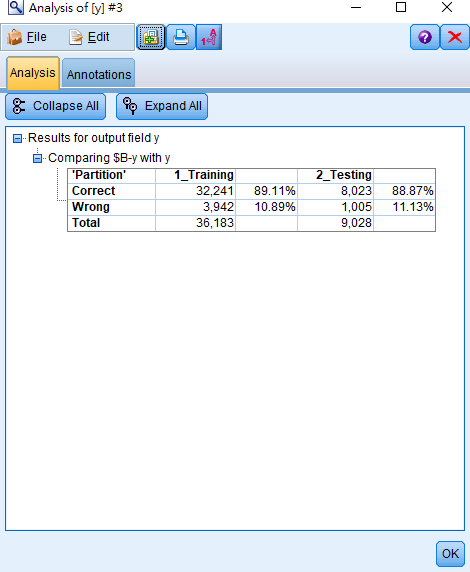 Analysis of [y] #3
File Edit
Analysis Annotations
Collapse All Expand All
Results for output field y
Comparing $B-y with y
'Partition' 1_Training 2_Testing
Correct 32,241 89.11% 8,023 88.87%
Wrong 3,942 10.89% 1,005 11.13%
Total 36,183 9,028
OK